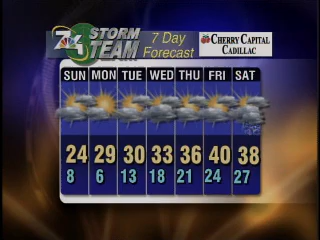 7&4 STORM TEAM
7 Day Forecast
CHERRY CAPITAL
CADILLAC
SUN MON TUE WED THU FRI SAT
24 29 30 33 36 40 38
8 6 13 18 21 24 27